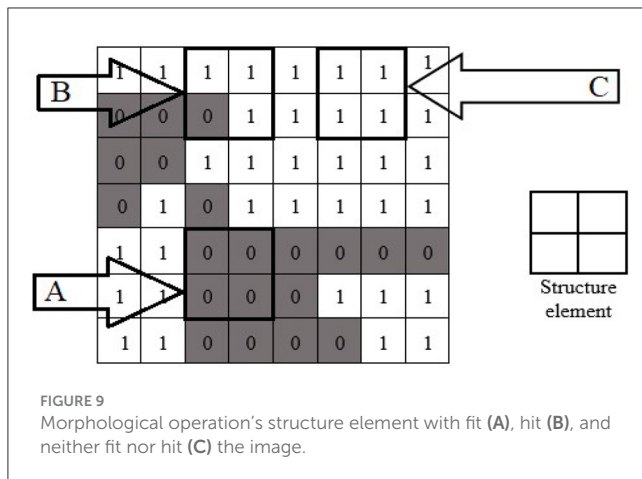 1 1 1 1 1 1 1 1
B
C
0 0 0 1 1 1 1 1
0 0 1 1 1 1 1 1
0 1 0 1 1 1 1 1
1 1 0 0 0 0 0 0
A
1 1 0 0 0 1 1 1
1 1 0 0 0 0 1 1
Structure
element
FIGURE 9
Morphological operation's structure element with fit (A), hit (B), and
neither fit nor hit (C) the image.